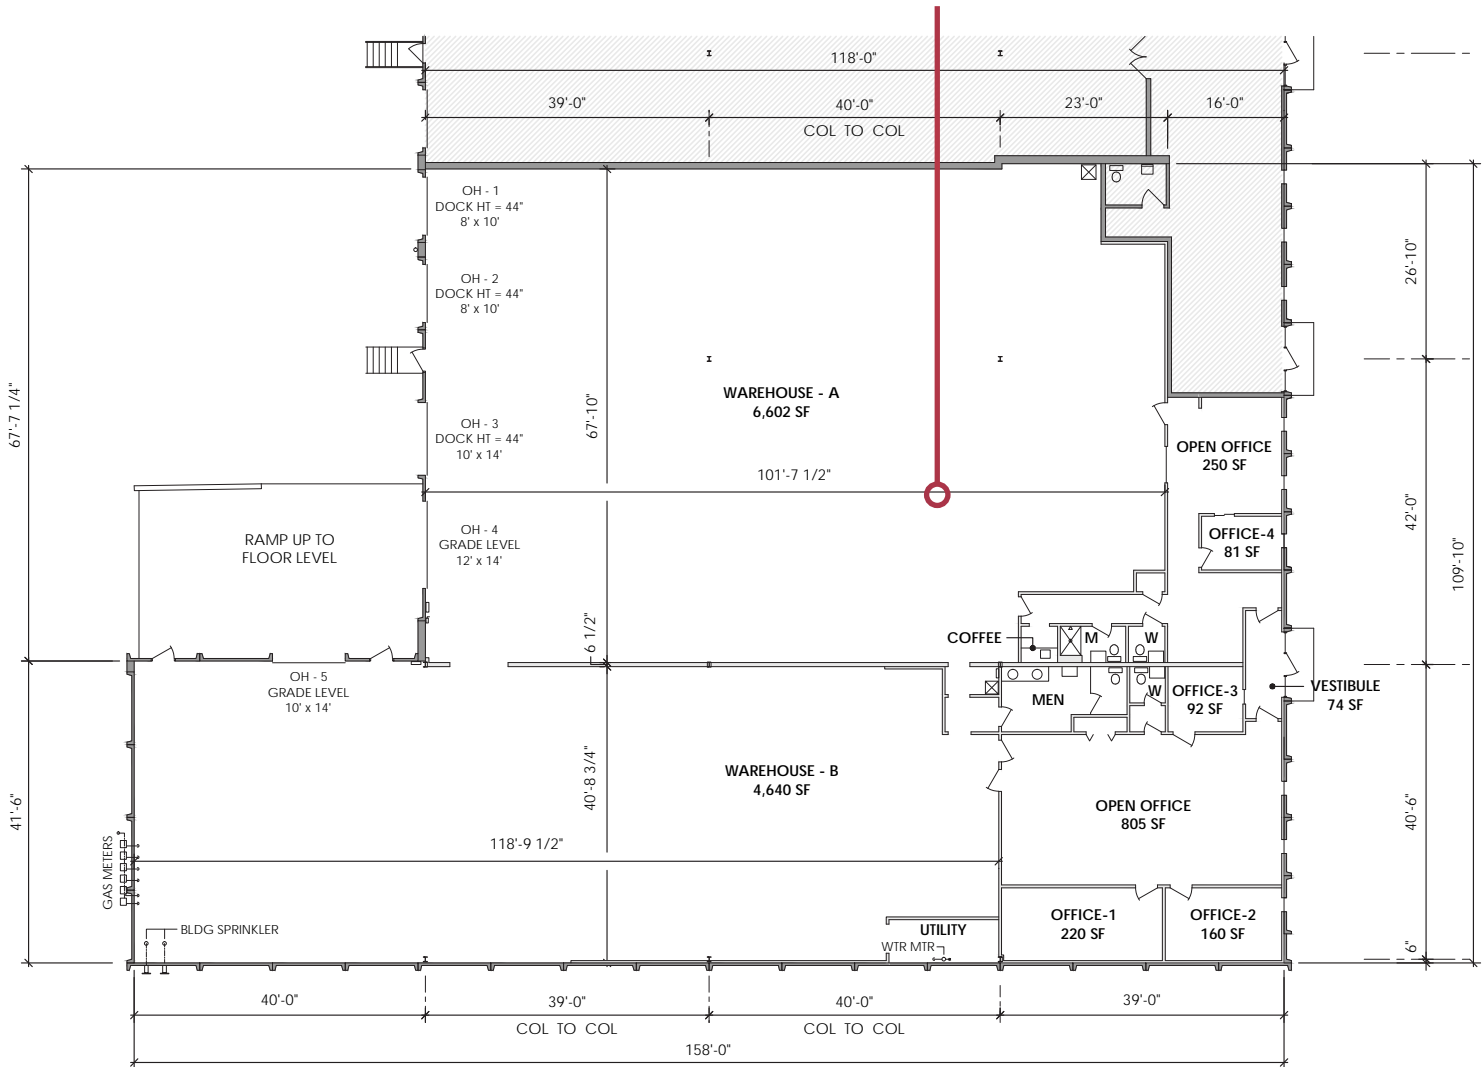 118'-0"
39'-0"
40'-0"
23'-0"
16'-0"
COL TO COL
OH - 1
DOCK HT = 44"
8' x 10'
OH - 2
DOCK HT = 44"
8' x 10'
26'-10"
67'-7 1/4"
67'-10"
WAREHOUSE - A
6,602 SF
OH - 3
DOCK HT = 44"
10' x 14'
OPEN OFFICE
250 SF
101'-7 1/2"
42'-0"
109'-10"
RAMP UP TO
FLOOR LEVEL
OH - 4
GRADE LEVEL
12' x 14'
OFFICE-4
81 SF
6 1/2"
COFFEE
M
W
OH - 5
GRADE LEVEL
10' x 14'
MEN
W
OFFICE-3
92 SF
VESTIBULE
74 SF
41'-6"
40'-8 3/4"
WAREHOUSE - B
4,640 SF
OPEN OFFICE
805 SF
40'-6"
118'-9 1/2"
GAS METERS
BLDG SPRINKLER
UTILITY
WTR MTR
OFFICE-1
220 SF
OFFICE-2
160 SF
6"
40'-0"
39'-0"
40'-0"
39'-0"
COL TO COL
COL TO COL
158'-0"